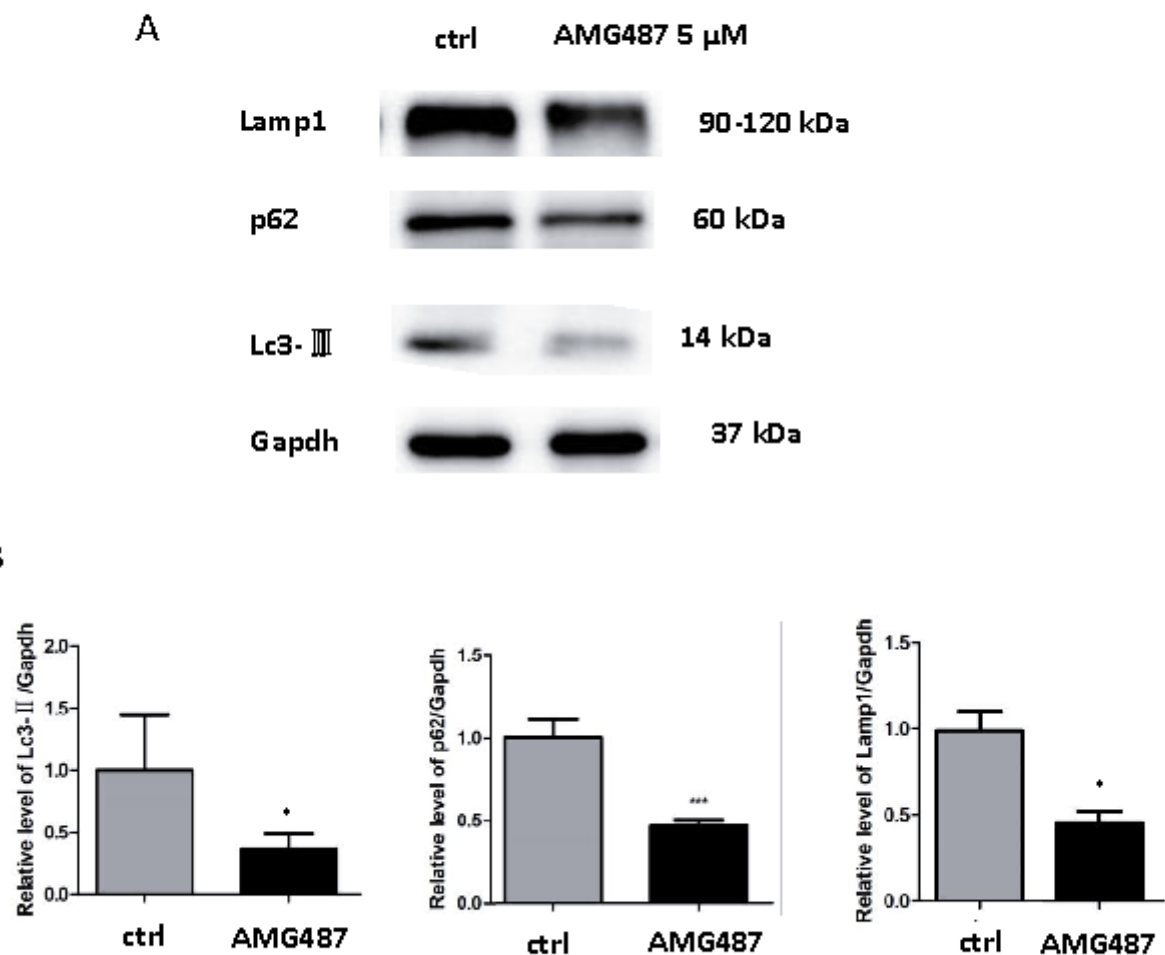 A
ctrl AMG487 5 μM
Lamp1 90-120 kDa
p62 60 kDa
Lc3-Ⅲ 14 kDa
Gapdh 37 kDa
Relative level of Lc3-Ⅱ/Gapdh
2.0
1.5
1.0
0.5
0.0
*
ctrl AMG487
Relative level of p62/Gapdh
1.5
1.0
0.5
0.0
***
ctrl AMG487
Relative level of Lamp1/Gapdh
1.5
1.0
0.5
0.0
*
ctrl AMG487